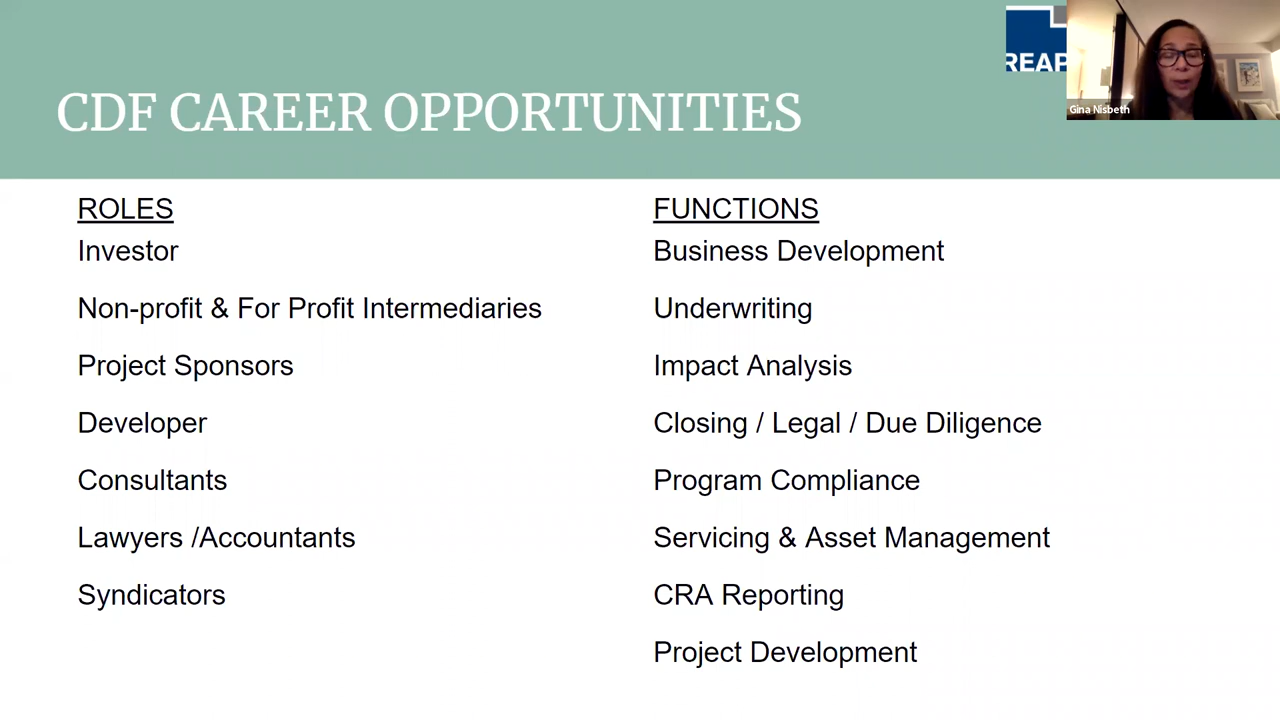 REAP
Gina Nisbeth
CDF CAREER OPPORTUNITIES
ROLES
Investor
Non-profit & For Profit Intermediaries
Project Sponsors
Developer
Consultants
Lawyers /Accountants
Syndicators
FUNCTIONS
Business Development
Underwriting
Impact Analysis
Closing / Legal / Due Diligence
Program Compliance
Servicing & Asset Management
CRA Reporting
Project Development